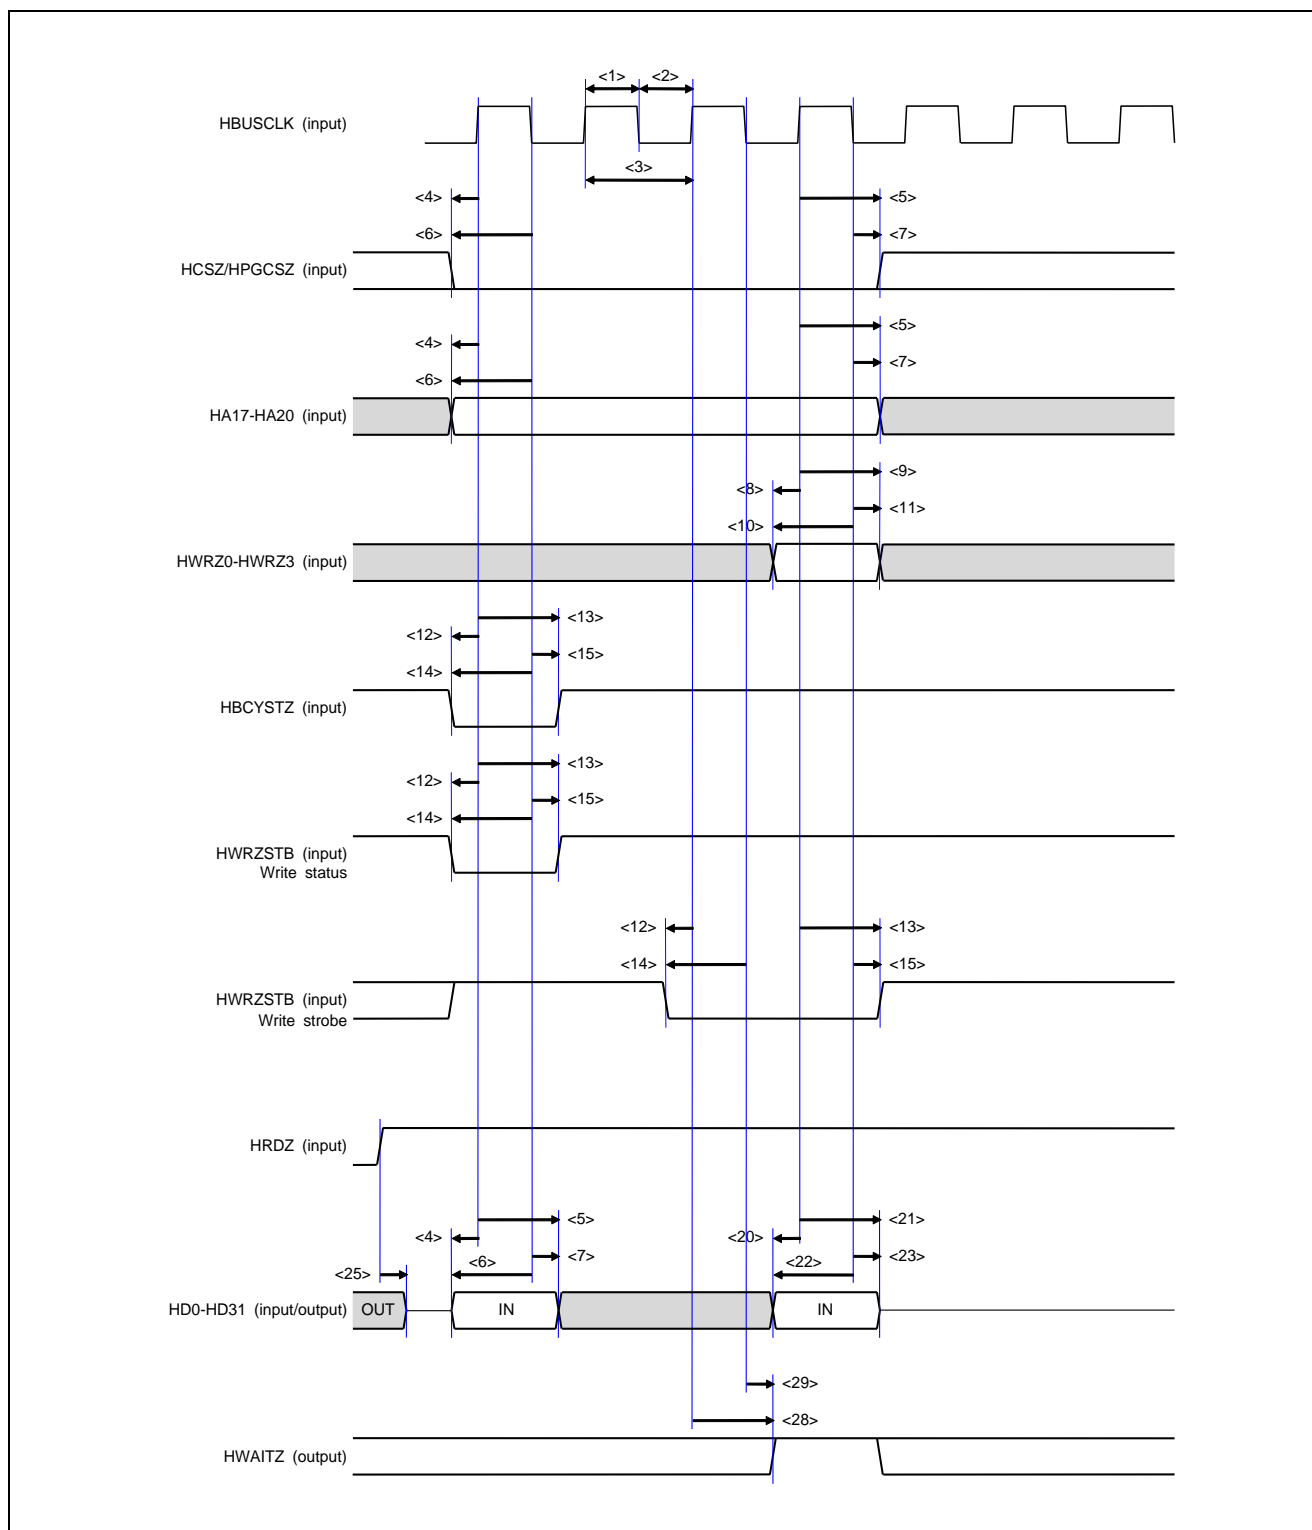 <1> <2>
HBUSCLK (input)
<3>
<4> <5>
<6> <7>
HCSZ/HPGCSZ (input)
<5>
<4>
<7>
<6>
HA17-HA20 (input)
<9>
<8>
<11>
<10>
HWRZ0-HWRZ3 (input)
<13>
<12>
<15>
<14>
HBCYSTZ (input)
<13>
<12>
<15>
<14>
HWRZSTB (input)
Write status
<12> <13>
<14> <15>
HWRZSTB (input)
Write strobe
HRDZ (input)
<5> <21>
<4> <20>
<7> <23>
<25> <6> <22>
HD0-HD31 (input/output) OUT IN IN
<29>
<28>
HWAITZ (output)